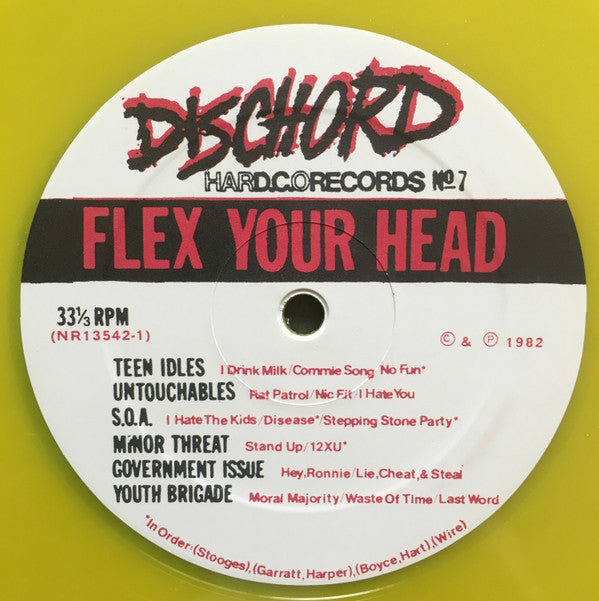 DISCHORD
HARD.C.ORECORDS No 7
FLEX YOUR HEAD
33⅓ RPM
(NR13542-1)
© & ℗ 1982
TEEN IDLES I Drink Milk/Commie Song/No Fun*
UNTOUCHABLES Rat Patrol/Nic Fit/I Hate You
S.O.A. I Hate The Kids/Disease*/Stepping Stone Party*
MINOR THREAT Stand Up/12XU*
GOVERNMENT ISSUE Hey,Ronnie/Lie,Cheat,& Steal
YOUTH BRIGADE Moral Majority/Waste Of Time/Last Word
*In Order:(Stooges),(Garratt,Harper),(Boyce,Hart),(Wire)